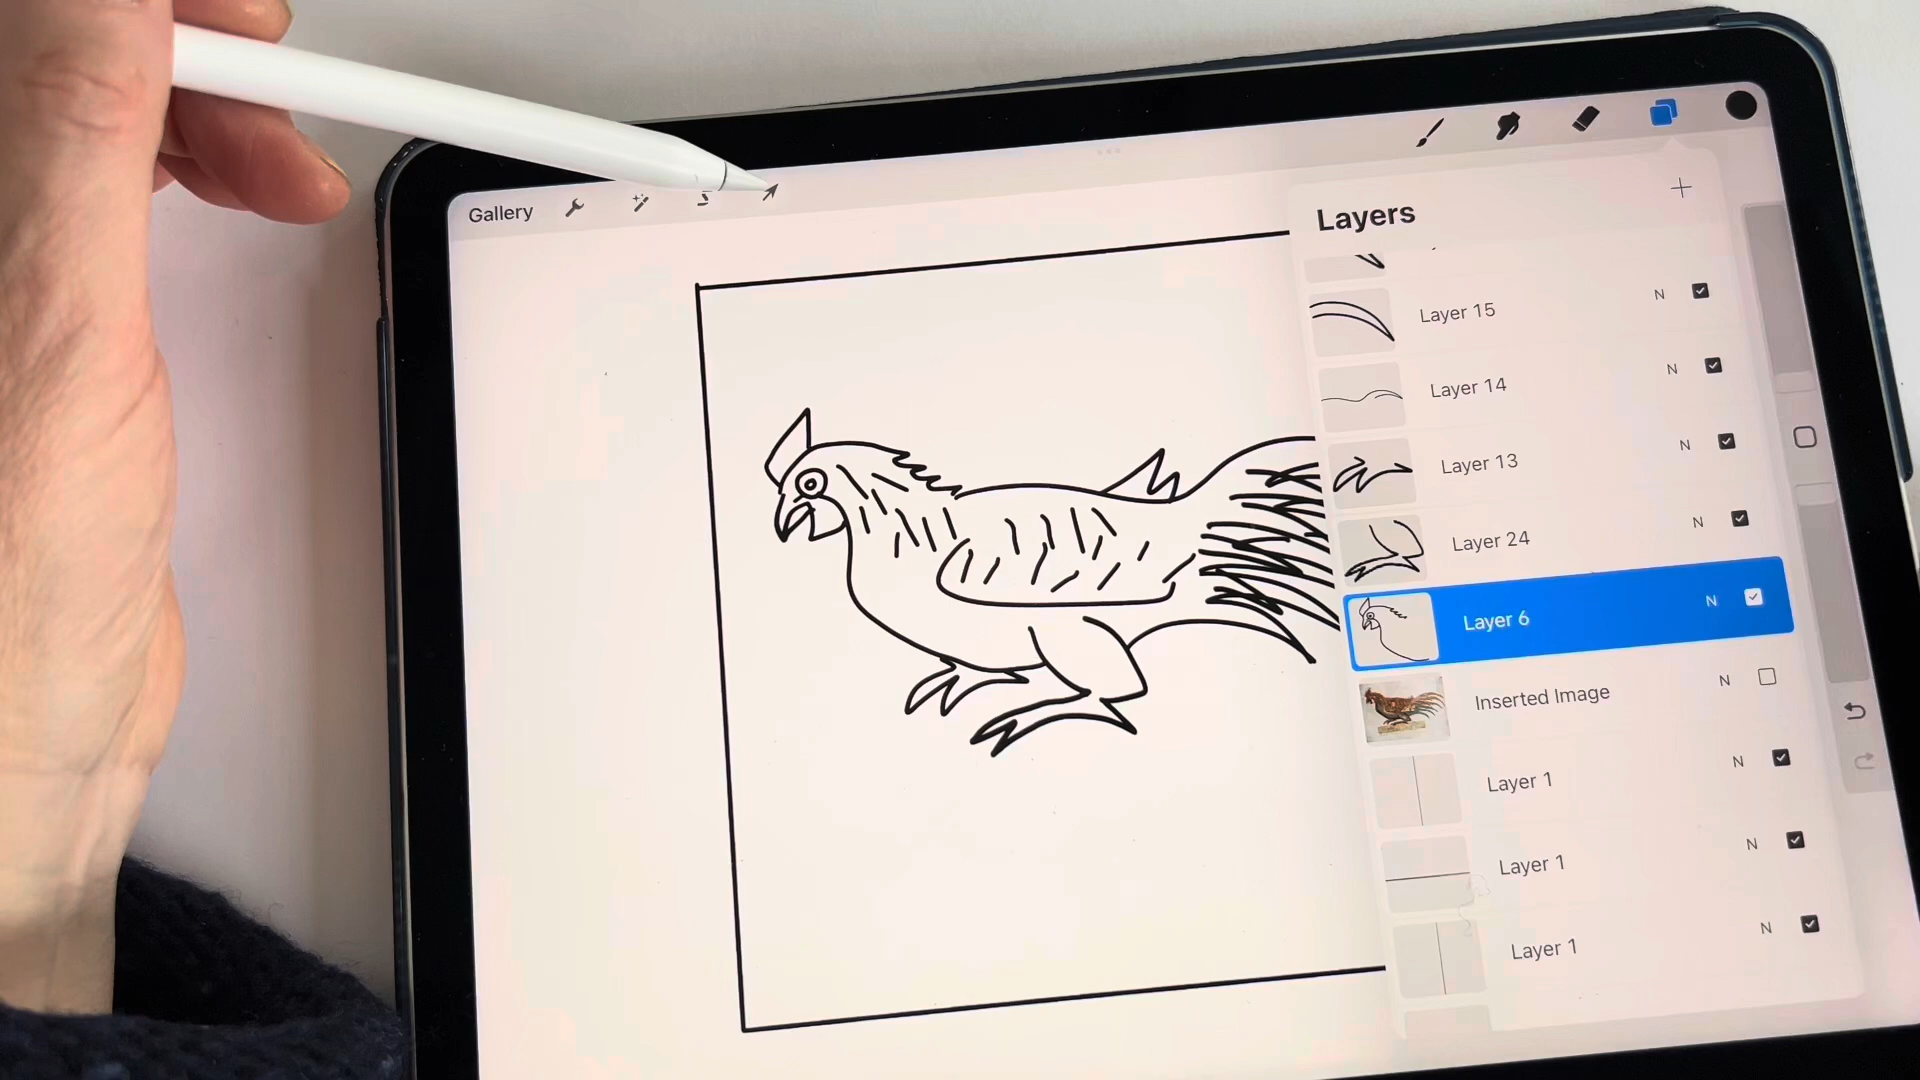 Gallery
Layers
Layer 15 N
Layer 14 N
Layer 13 N
Layer 24 N
Layer 6 N
Inserted Image N
Layer 1 N
Layer 1 N
Layer 1 N